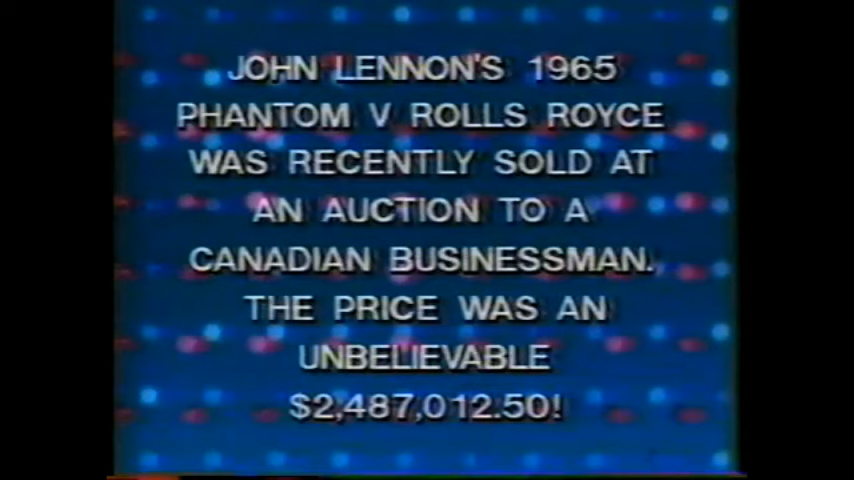 JOHN LENNON'S 1965
PHANTOM V ROLLS ROYCE
WAS RECENTLY SOLD AT
AN AUCTION TO A
CANADIAN BUSINESSMAN.
THE PRICE WAS AN
UNBELIEVABLE
$2,487,012.50!